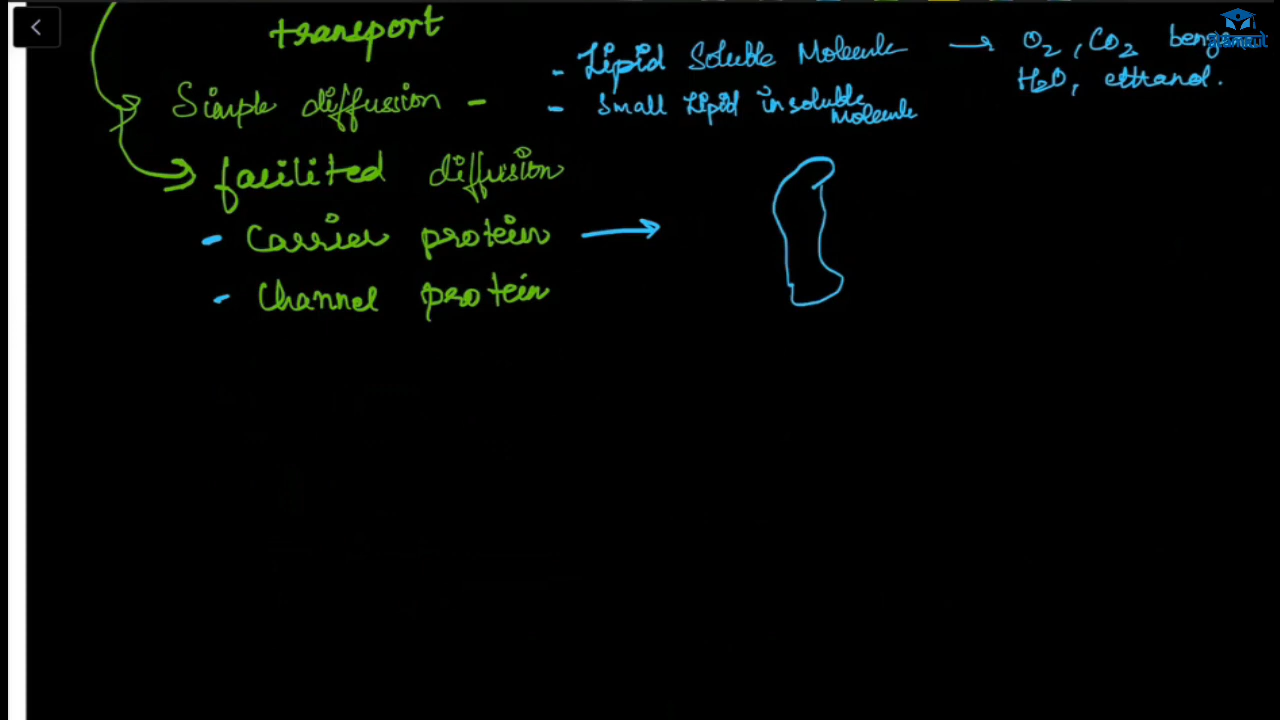 transport
- Lipid Soluble Molecule → O2, CO2
H2O, ethanol.
Simple diffussion - - Small Lipid insoluble
Molecule
facilited diffusion
- Carrier protein →
- Channel protein